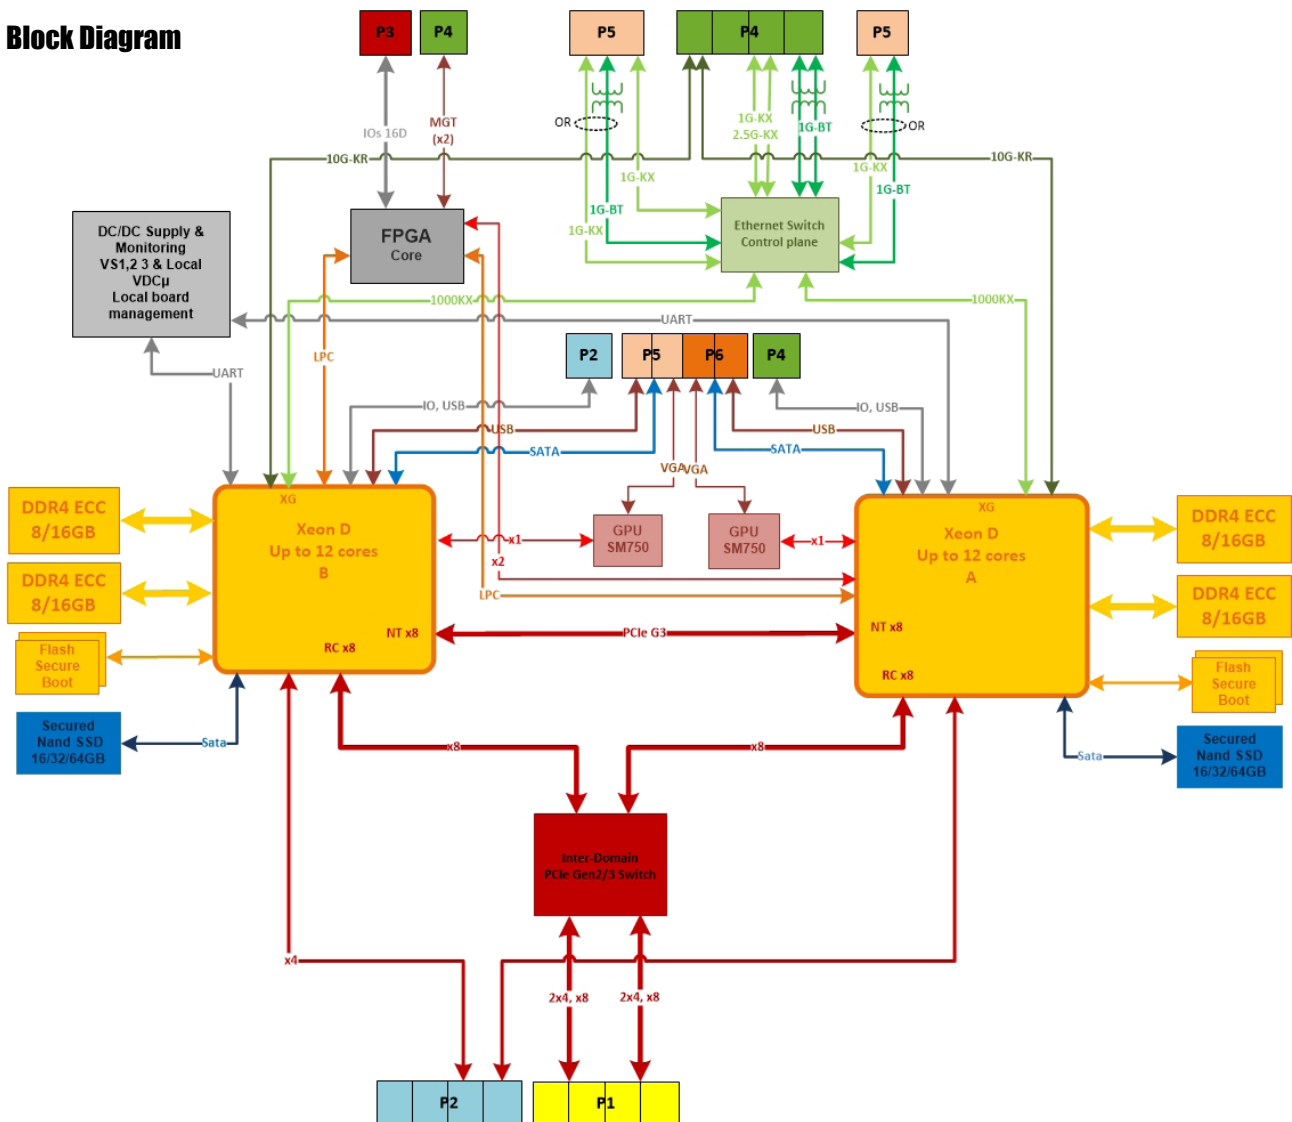 Block Diagram
P3
P4
P5
P4
P5
IOs 16D
MGT
(x2)
OR
1G-KX
2.5G-KX
1G-BT
OR
10G-KR
10G-KR
1G-KX
1G-KX
1G-BT
1G-BT
1G-KX
DC/DC Supply &
Monitoring
VS1,2 3 & Local
VDCµ
Local board
management
FPGA
Core
Ethernet Switch
Control plane
1000KX
1000KX
UART
UART
LPC
P2
P5
P6
P4
IO, USB
IO, USB
USB
USB
SATA
SATA
VGA
VGA
XG
XG
DDR4 ECC
8/16GB
DDR4 ECC
8/16GB
Xeon D
Up to 12 cores
B
x1
x2
GPU
SM750
GPU
SM750
x1
Xeon D
Up to 12 cores
A
DDR4 ECC
8/16GB
DDR4 ECC
8/16GB
LPC
NT x8
PCIe G3
NT x8
RC x8
RC x8
Flash
Secure
Boot
Flash
Secure
Boot
Secured
Nand SSD
16/32/64GB
Sata
x8
x8
Sata
Secured
Nand SSD
16/32/64GB
Inter-Domain
PCIe Gen2/3 Switch
x4
2x4, x8
2x4, x8
P2
P1